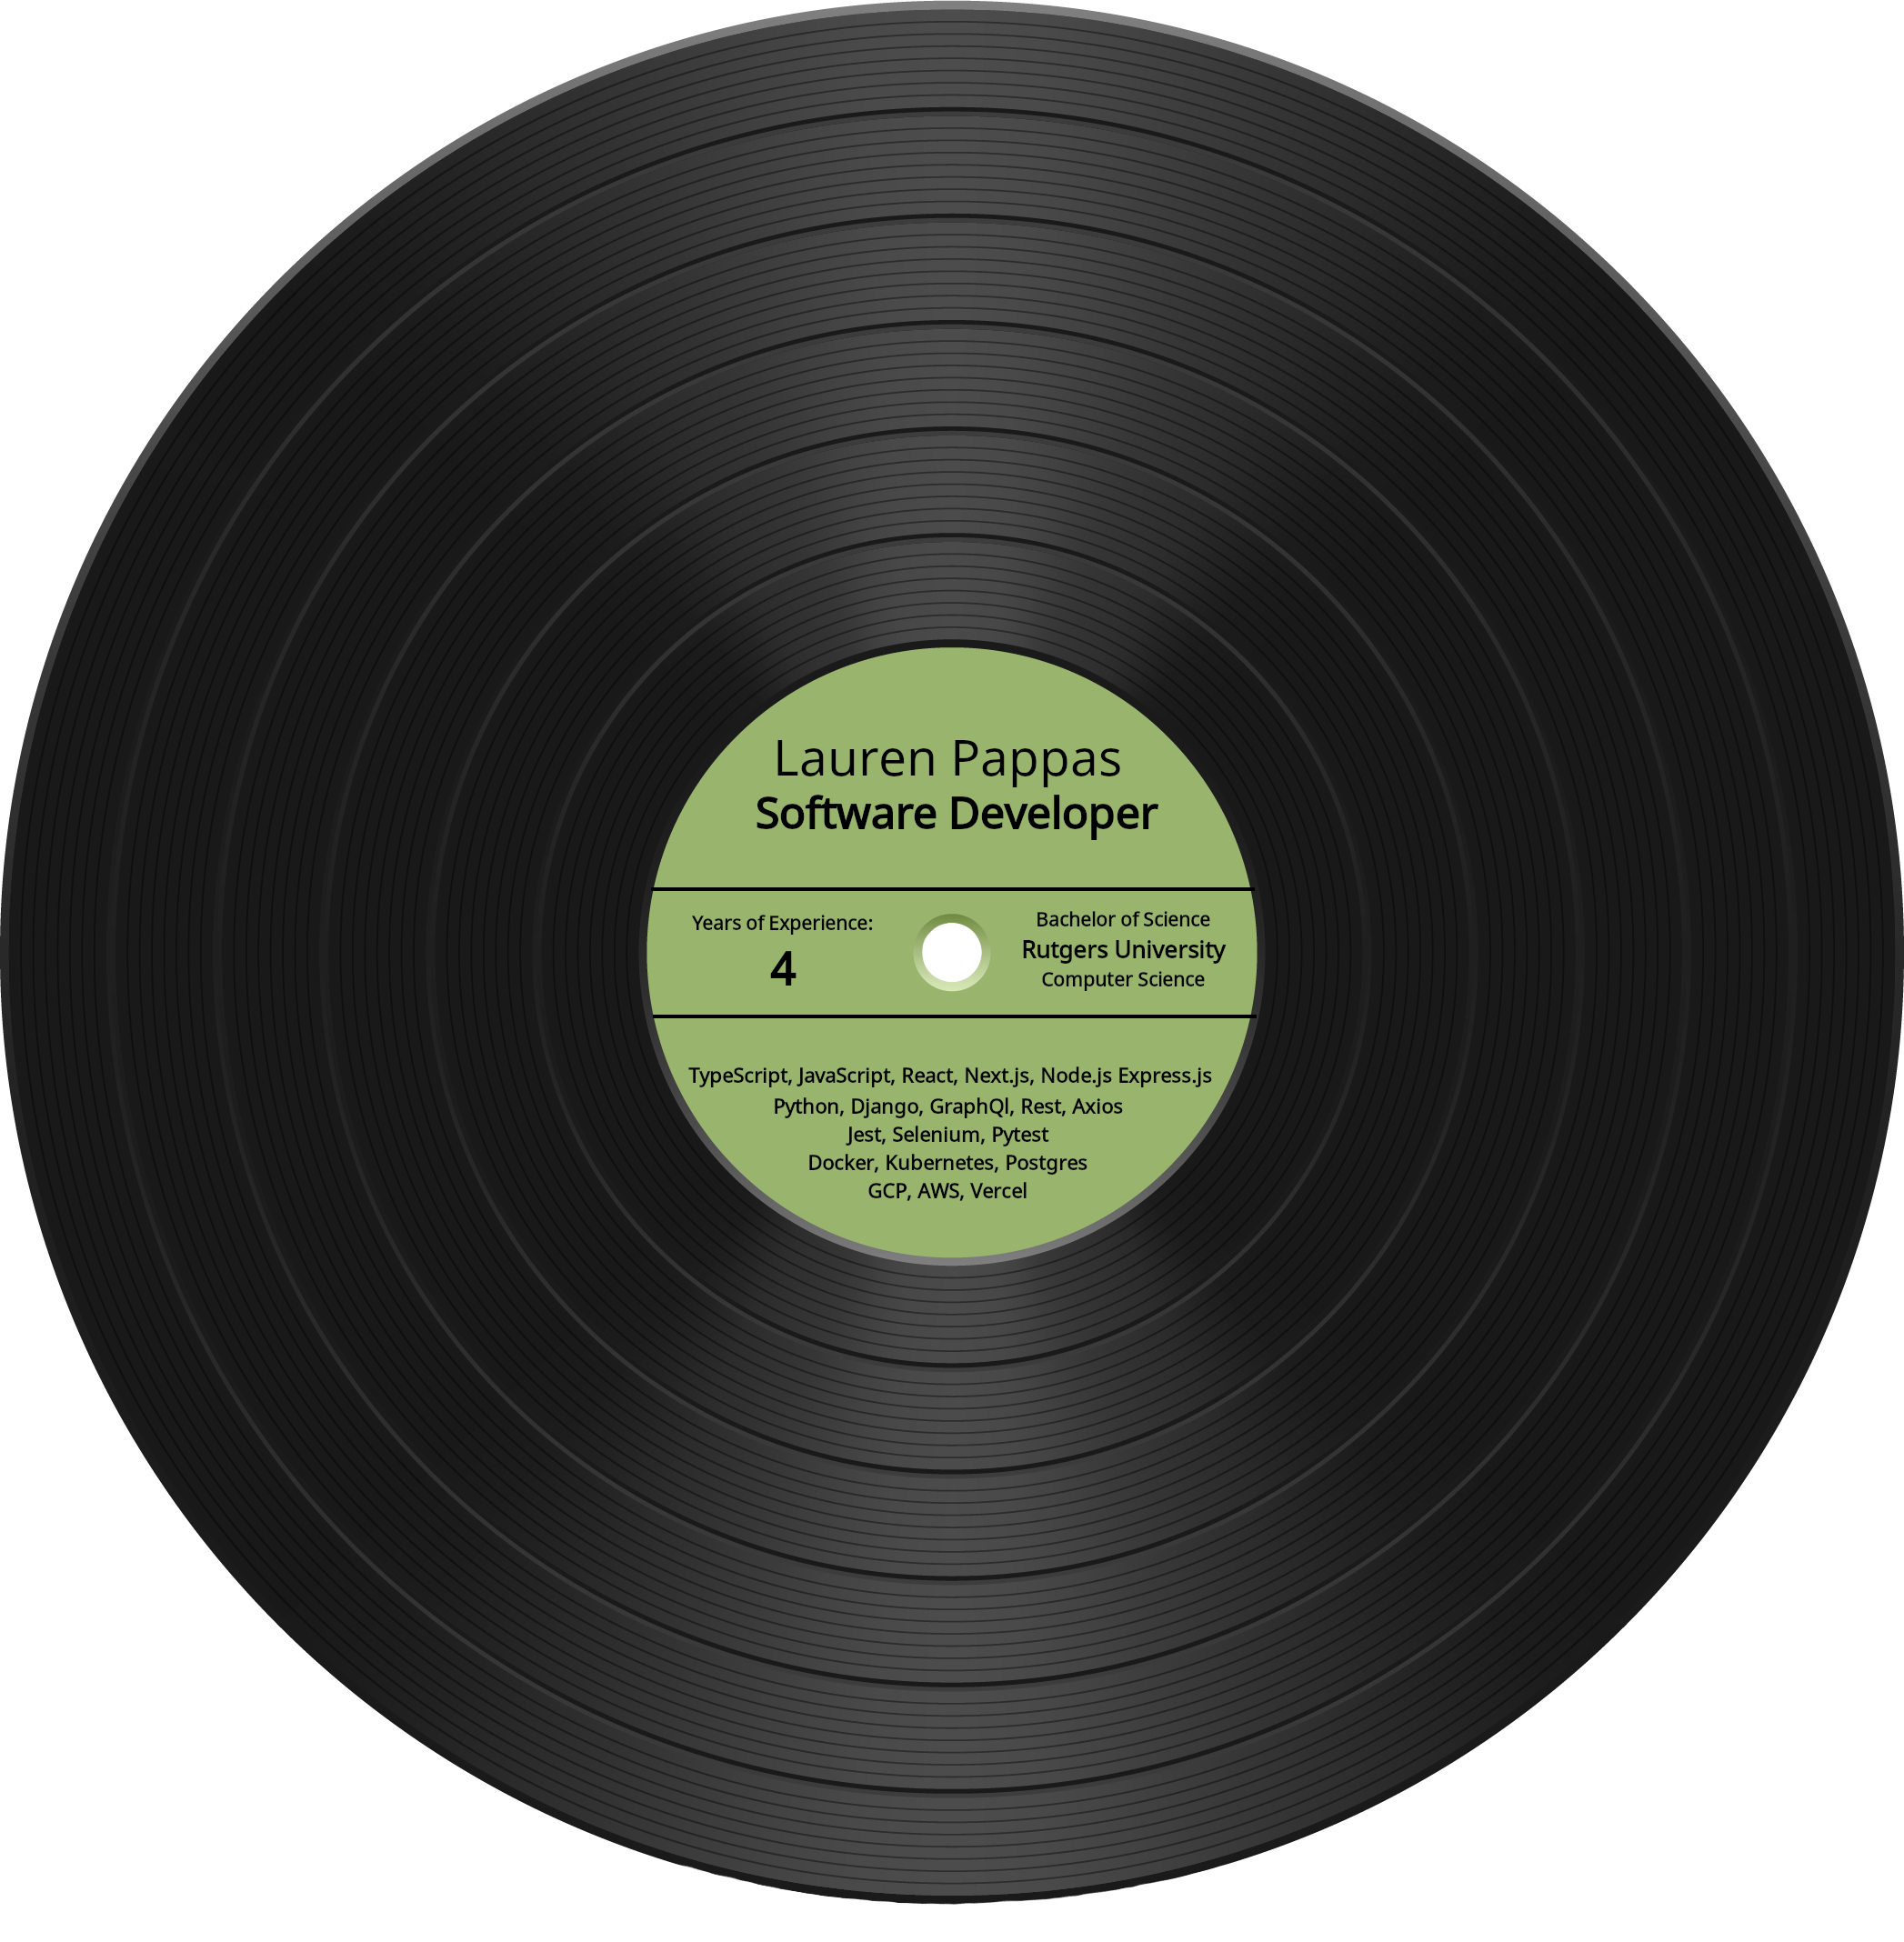 Lauren Pappas
Software Developer
Years of Experience:
4
Bachelor of Science
Rutgers University
Computer Science
TypeScript, JavaScript, React, Next.js, Node.js Express.js
Python, Django, GraphQl, Rest, Axios
Jest, Selenium, Pytest
Docker, Kubernetes, Postgres
GCP, AWS, Vercel